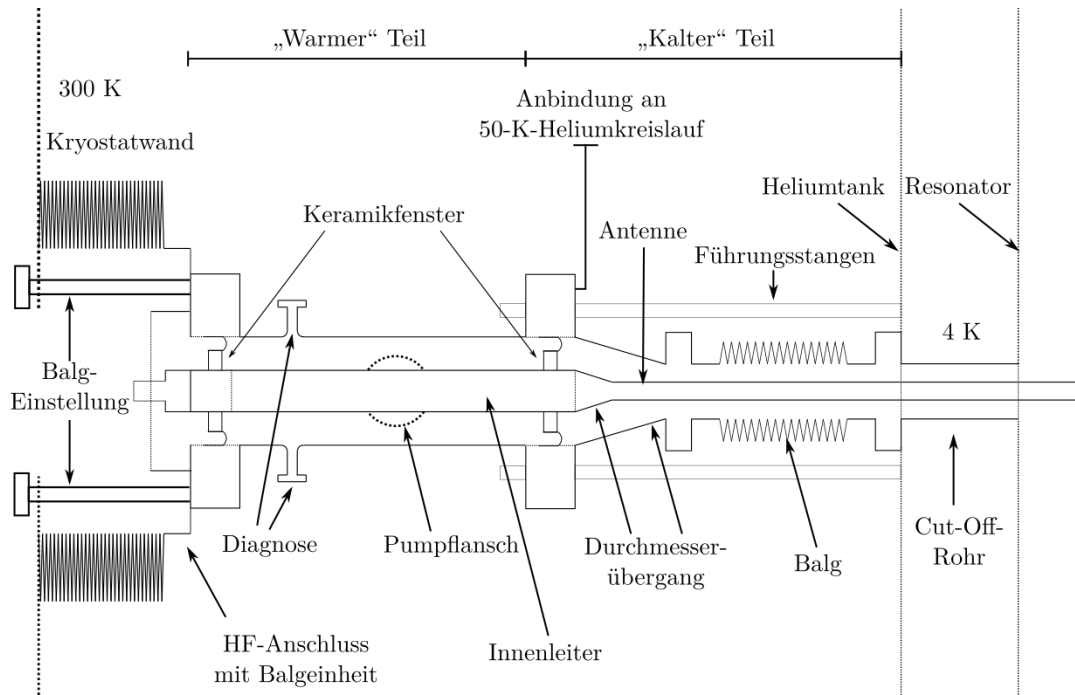 „Warmer“ Teil
„Kalter“ Teil
300 K
Kryostatwand
Anbindung an
50-K-Heliumkreislauf
Keramikfenster
Antenne
Heliumtank
Resonator
Führungsstangen
4 K
Balg-
Einstellung
Diagnose
Pumpflansch
Durchmesser-
übergang
Balg
Cut-Off-
Rohr
HF-Anschluss
mit Balgeinheit
Innenleiter